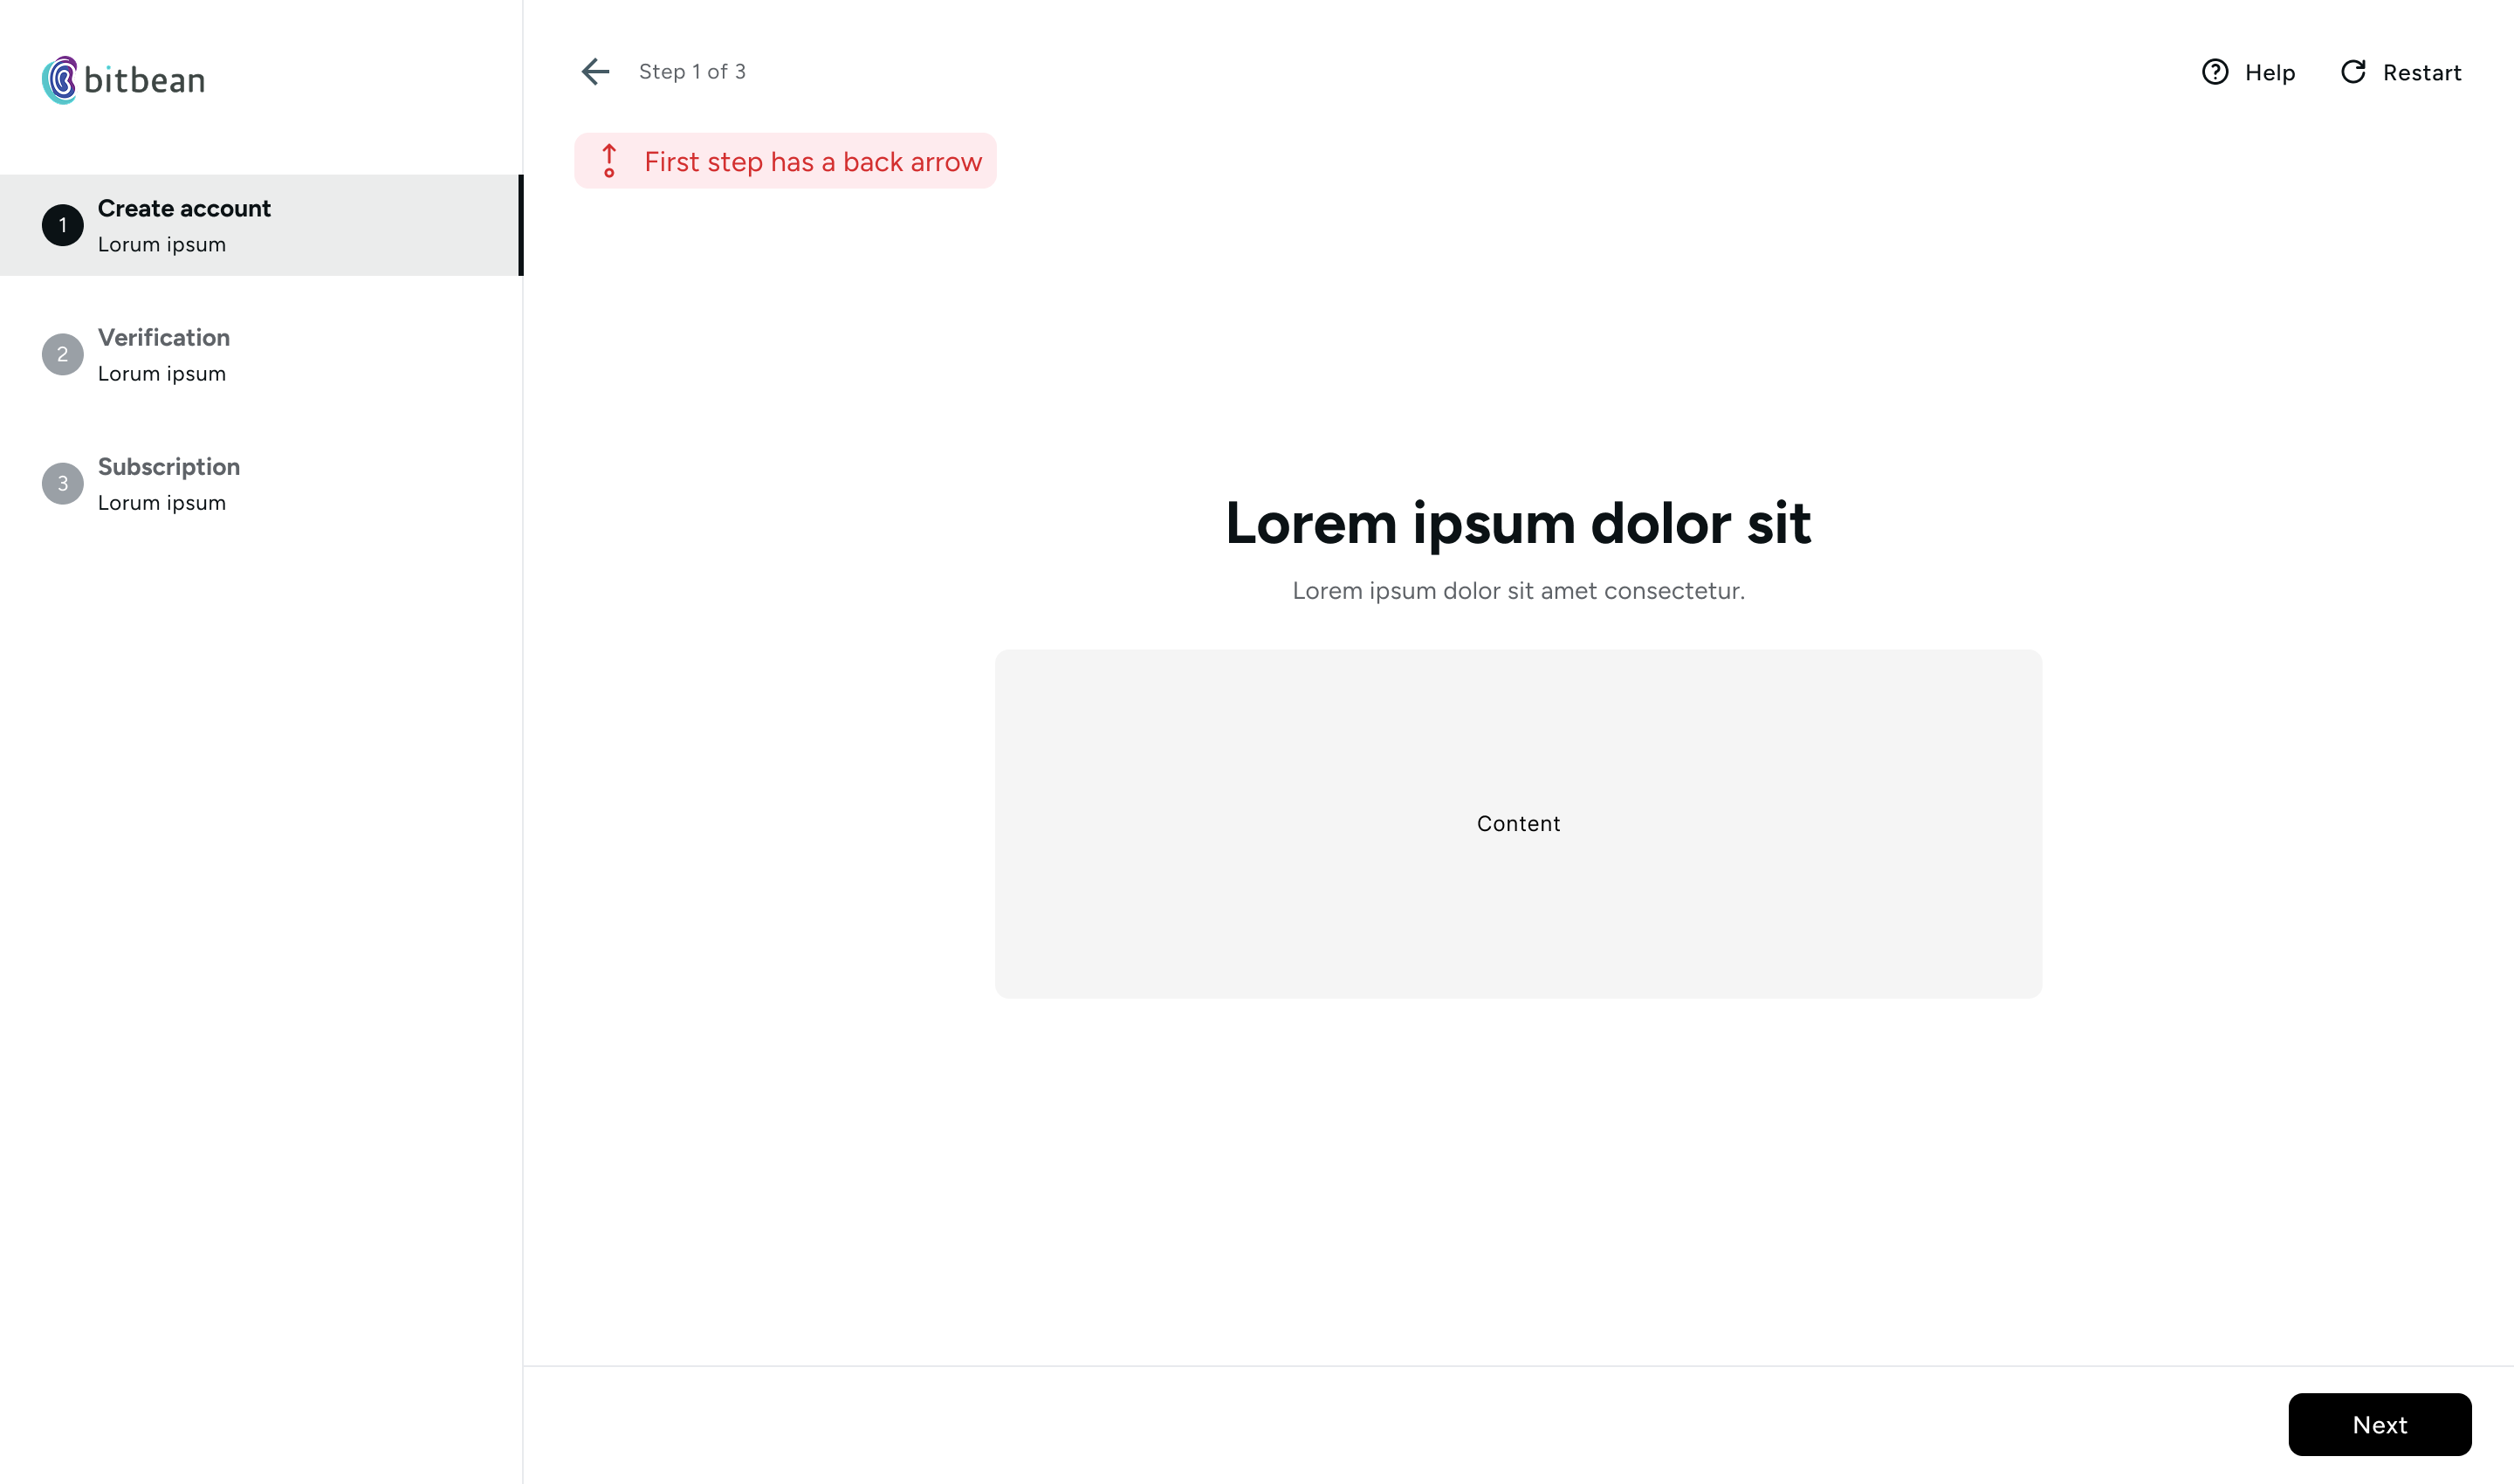 bitbean
Step 1 of 3
Help
Restart
First step has a back arrow
1
Create account
Lorum ipsum
2
Verification
Lorum ipsum
3
Subscription
Lorum ipsum
Lorem ipsum dolor sit
Lorem ipsum dolor sit amet consectetur.
Content
Next